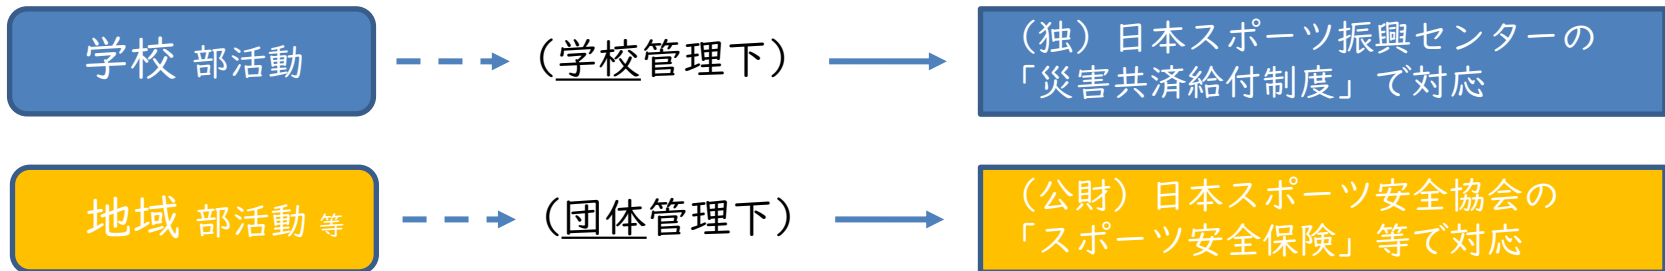 学校 部活動
（学校管理下）
（独）日本スポーツ振興センターの
「災害共済給付制度」で対応
地域 部活動 等
（団体管理下）
（公財）日本スポーツ安全協会の
「スポーツ安全保険」等で対応